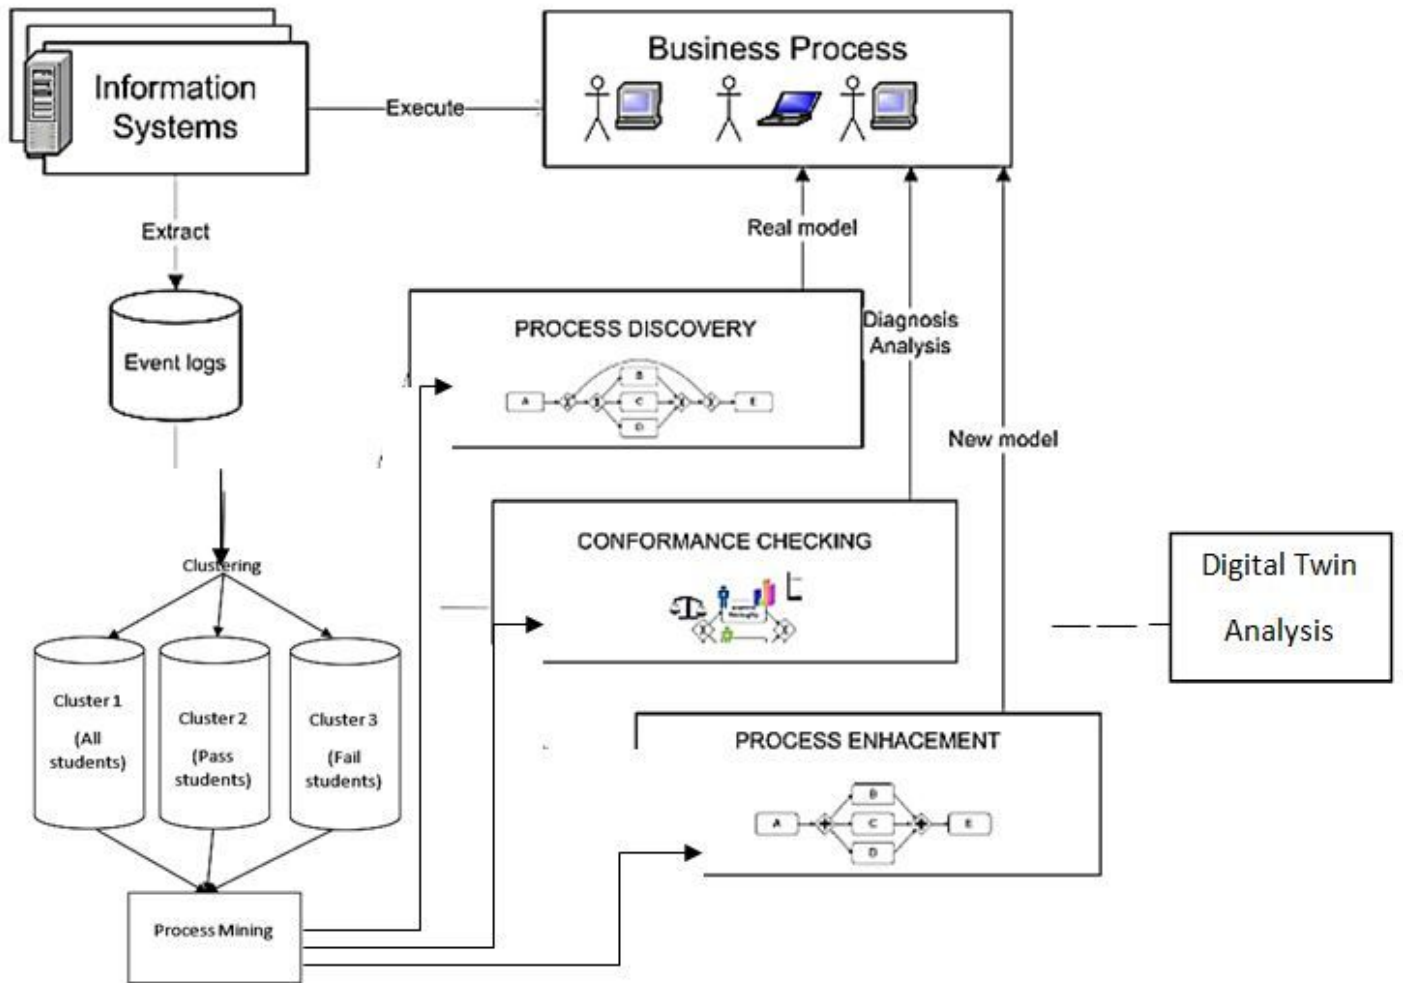 Information
Systems
Execute
Business Process
Extract
Event logs
Real model
PROCESS DISCOVERY
A
B
C
D
E
Diagnosis
Analysis
New model
CONFORMANCE CHECKING
Digital Twin
Analysis
Clustering
Cluster 1
(All
students)
Cluster 2
(Pass
students)
Cluster 3
(Fail
students)
PROCESS ENHACEMENT
A
B
C
D
E
Process Mining